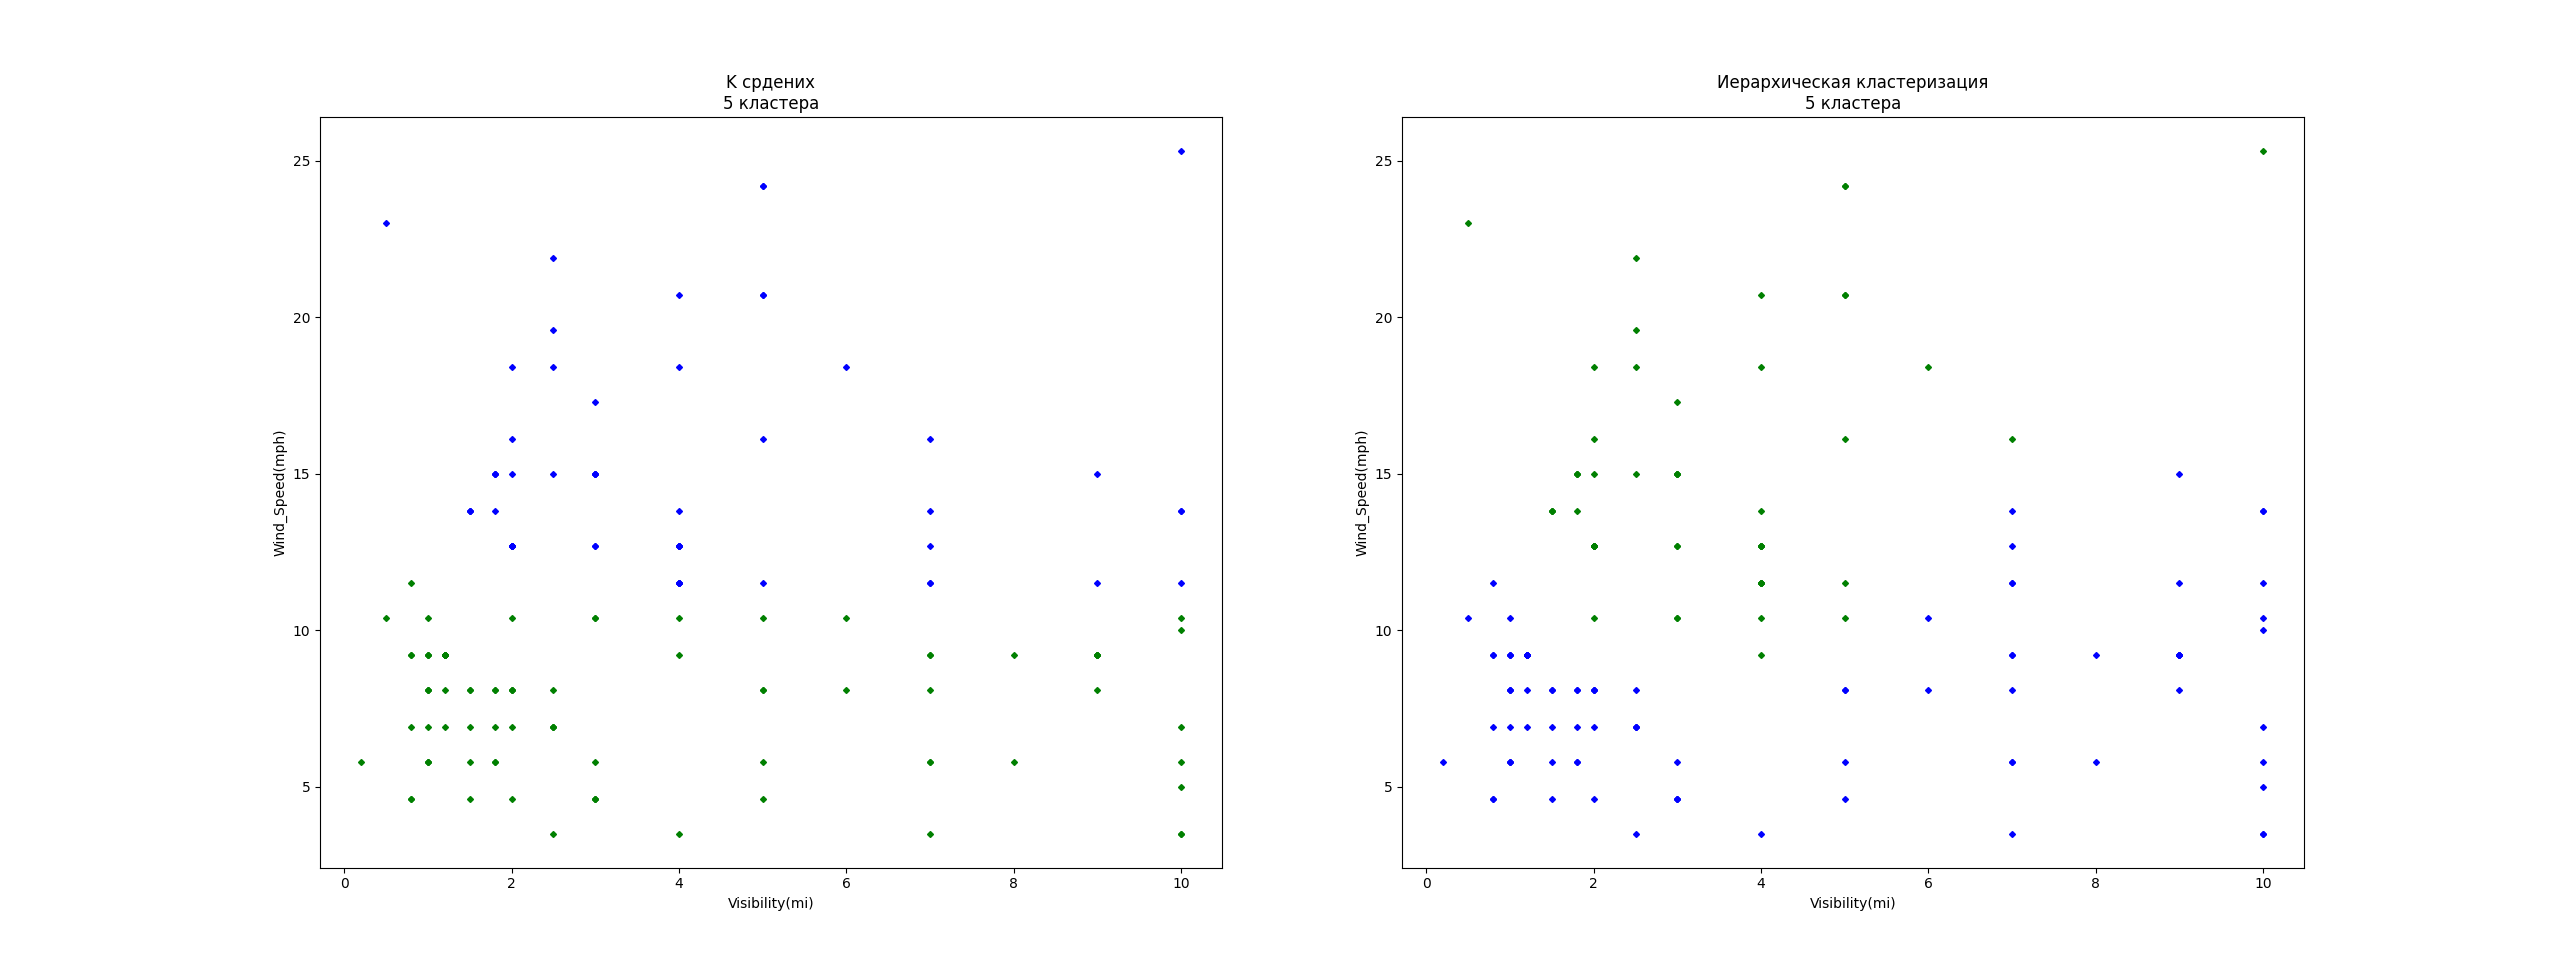 K срдених
5 кластера
25
20
15
10
5
Wind_Speed(mph)
0 2 4 6 8 10
Visibility(mi)
Иерархическая кластеризация
5 кластера
25
20
15
10
5
Wind_Speed(mph)
0 2 4 6 8 10
Visibility(mi)